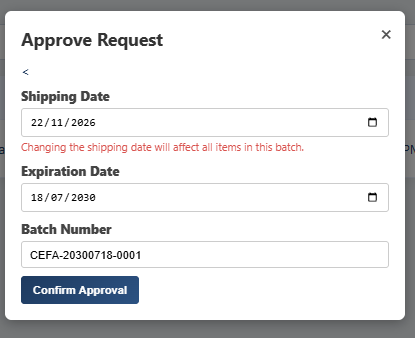 Approve Request
×
<
Shipping Date
22/11/2026
Changing the shipping date will affect all items in this batch.
Expiration Date
18/07/2030
Batch Number
CEFA-20300718-0001
Confirm Approval